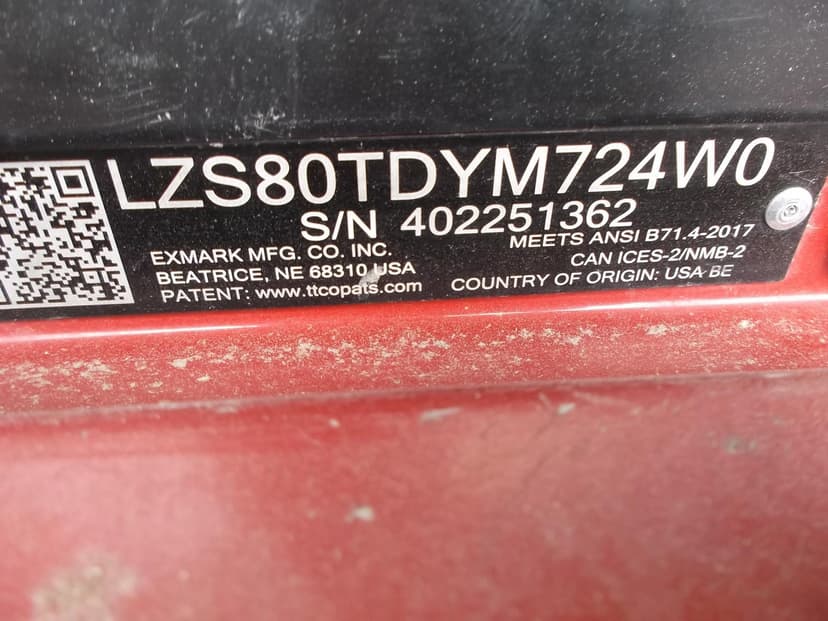 LZS80TDYM724W0
S/N 402251362
EXMARK MFG. CO. INC.
BEATRICE, NE 68310 USA
PATENT: www.ttcopats.com
MEETS ANSI B71.4-2017
CAN ICES-2/NMB-2
COUNTRY OF ORIGIN: USA BE